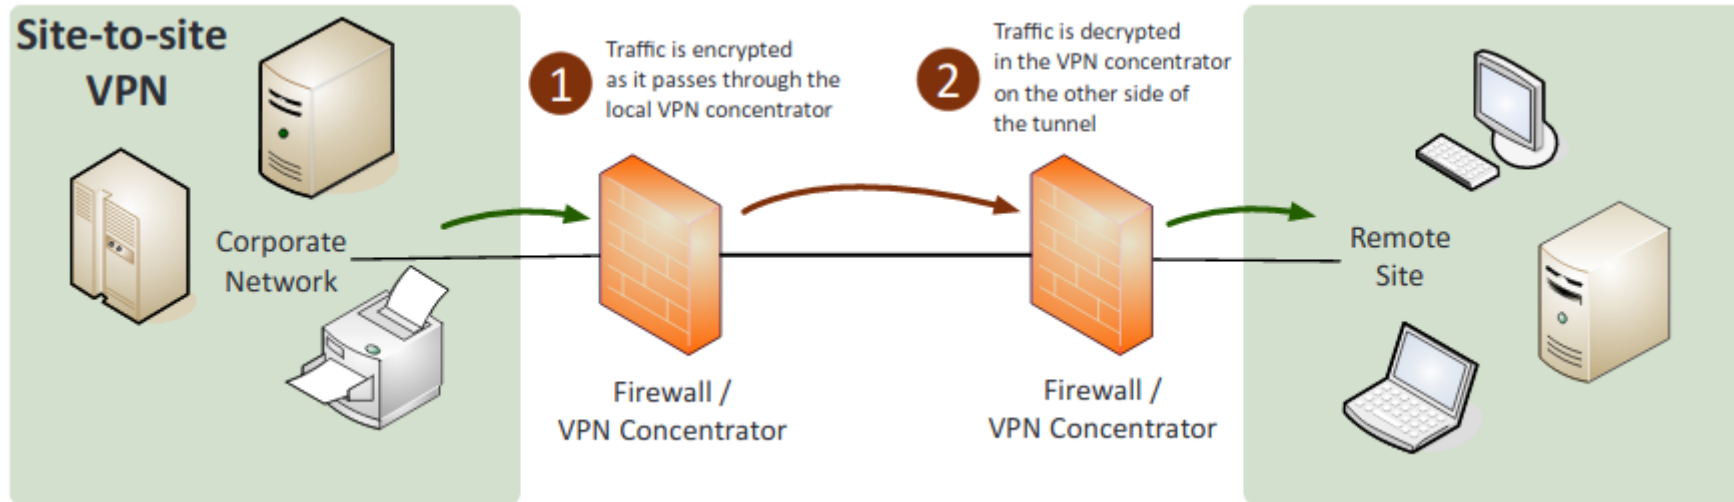 Site-to-site
VPN
1
Traffic is encrypted
as it passes through the
local VPN concentrator
2
Traffic is decrypted
in the VPN concentrator
on the other side of
the tunnel
Corporate
Network
Remote
Site
Firewall /
VPN Concentrator
Firewall /
VPN Concentrator